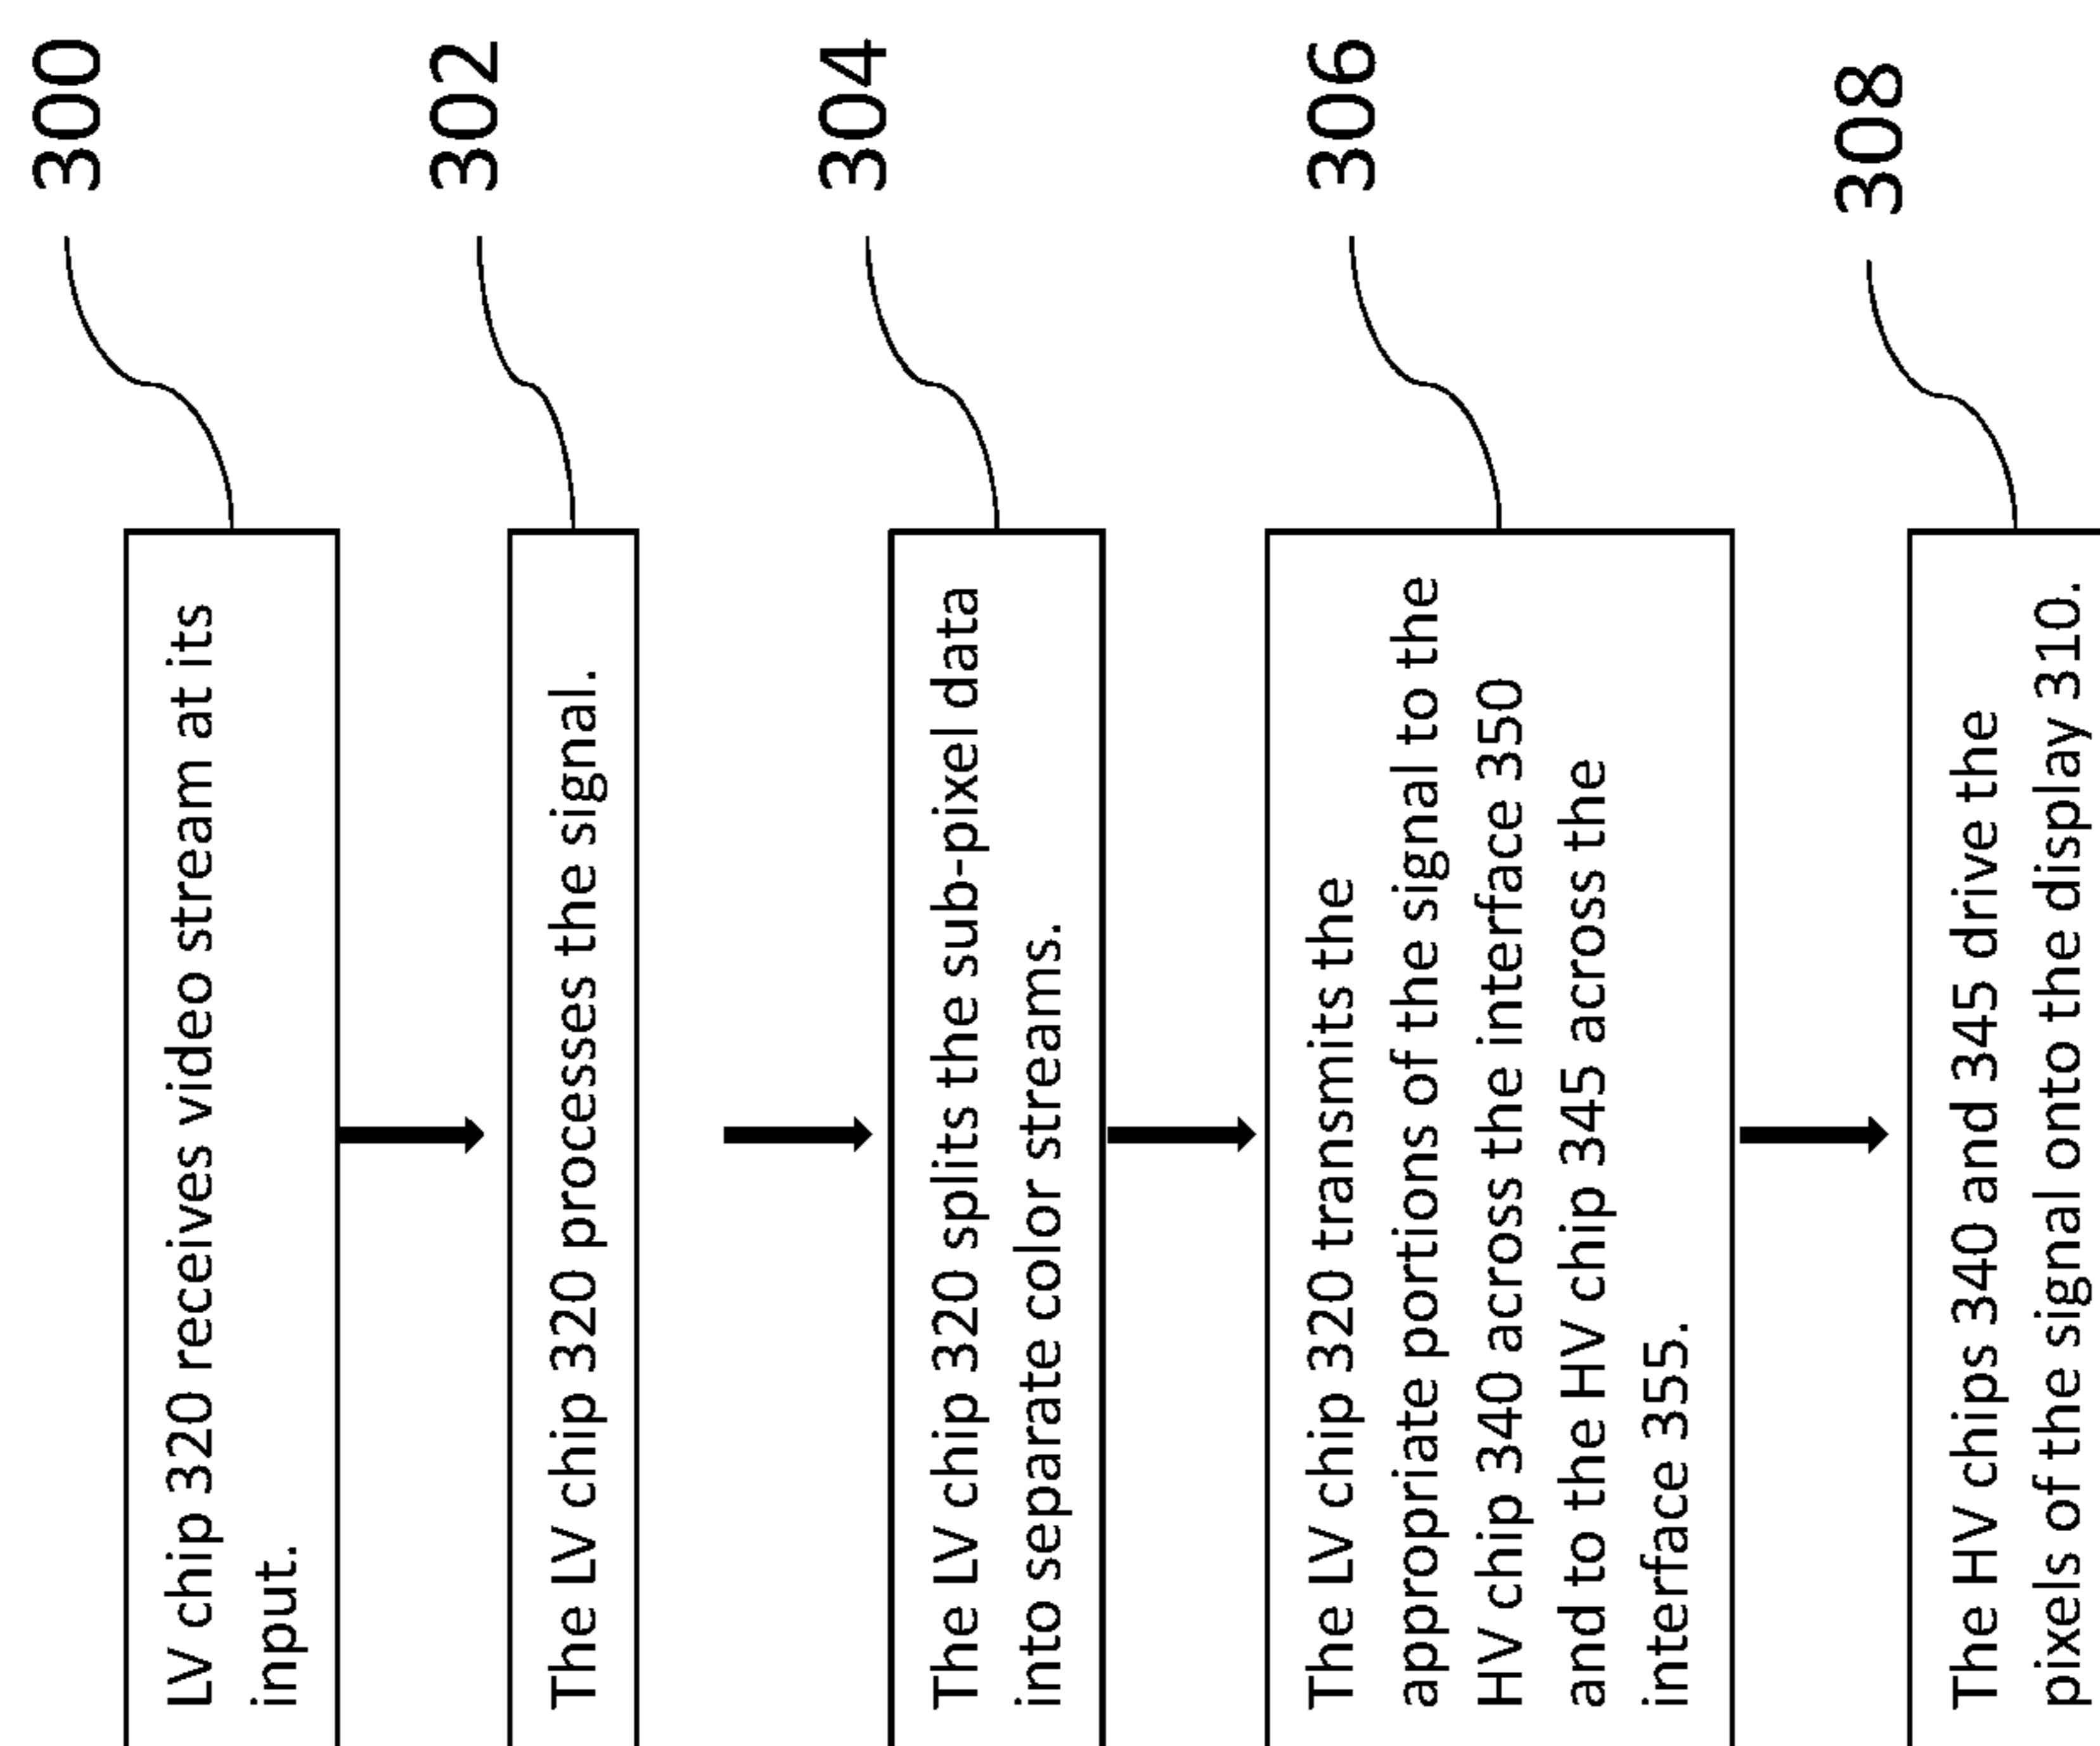 300
LV chip 320 receives video stream at its
input.
302
The LV chip 320 processes the signal.
304
The LV chip 320 splits the sub-pixel data
into separate color streams.
306
The LV chip 320 transmits the
appropriate portions of the signal to the
HV chip 340 across the interface 350
and to the HV chip 345 across the
interface 355.
308
The HV chips 340 and 345 drive the
pixels of the signal onto the display 310.